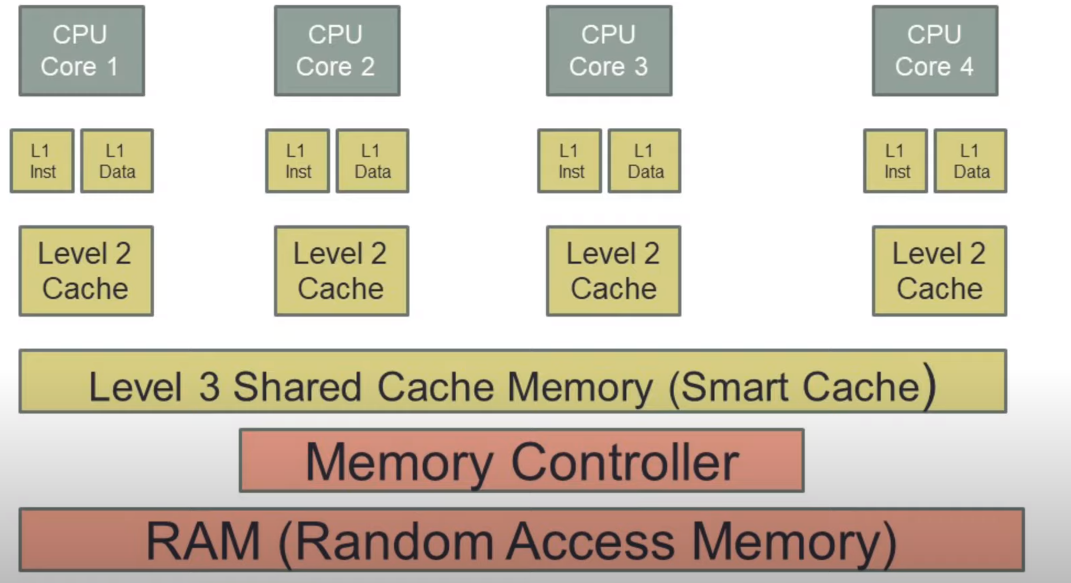 CPU
Core 1
CPU
Core 2
CPU
Core 3
CPU
Core 4
L1
Inst
L1
Data
L1
Inst
L1
Data
L1
Inst
L1
Data
L1
Inst
L1
Data
Level 2
Cache
Level 2
Cache
Level 2
Cache
Level 2
Cache
Level 3 Shared Cache Memory (Smart Cache)
Memory Controller
RAM (Random Access Memory)